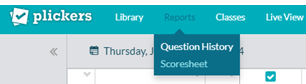 plickers Library Reports Classes Live View
« Thursday, J 4
Question History
Scoresheet